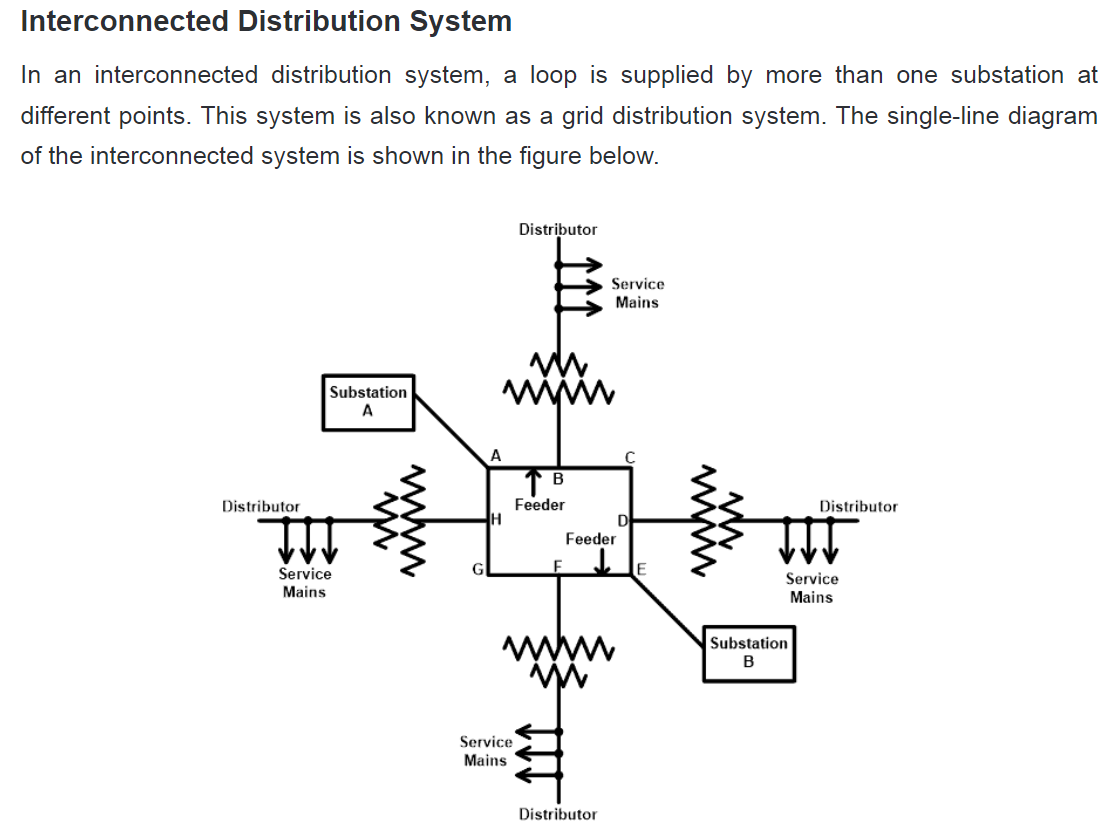 Interconnected Distribution System
In an interconnected distribution system, a loop is supplied by more than one substation at
different points. This system is also known as a grid distribution system. The single-line diagram
of the interconnected system is shown in the figure below.
Distributor
Service
Mains
Substation
A
A
C
B
Feeder
Distributor
H
D
Distributor
Feeder
Service
Mains
G
F
E
Service
Mains
Substation
B
Service
Mains
Distributor